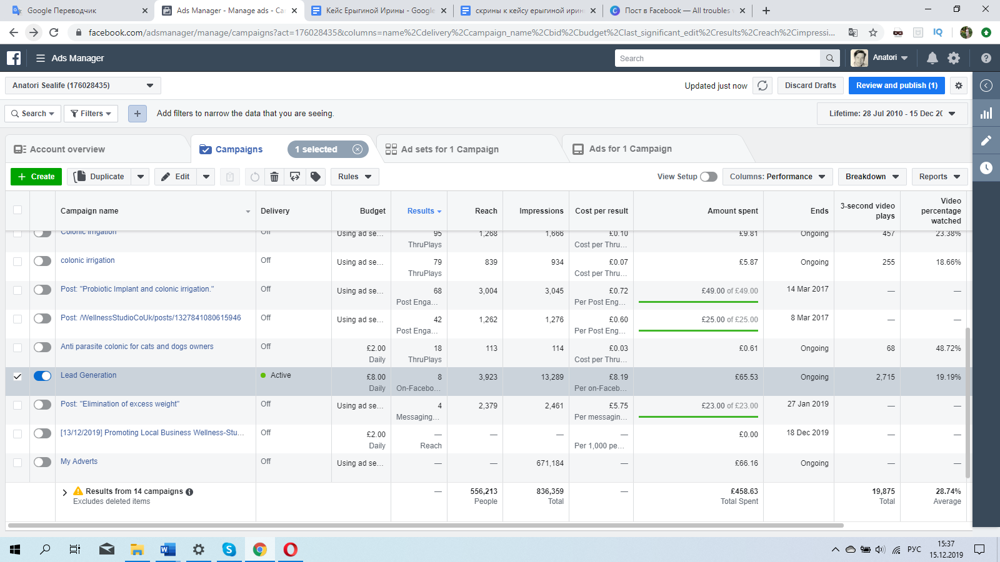 Google Переводчик
Ads Manager - Manage ads - Ca
Кейс Ерыгиной Ирины - Google
скрины к кейсу ерыгиной ирин
Пост в Facebook — All troubles
facebook.com/adsmanager/manage/campaigns?act=176028435&columns=name%2Cdelivery%2Ccampaign_name%2Cbid%2Cbudget%2Clast_significant_edit%2Cresults%2Creach%2Cimpressi...
IQ
Ads Manager
Search
Anatori
Anatori Sealife (176028435)
Updated just now
Discard Drafts
Review and publish (1)
Search
Filters
Add filters to narrow the data that you are seeing.
Lifetime: 28 Jul 2010 - 15 Dec 20
Account overview
Campaigns
1 selected
Ad sets for 1 Campaign
Ads for 1 Campaign
+ Create
Duplicate
Edit
Rules
View Setup
Columns: Performance
Breakdown
Reports
Campaign name
Delivery
Budget
Results
Reach
Impressions
Cost per result
Amount spent
Ends
3-second video plays
Video percentage watched
Colonic irrigation Off Using ad se... 95 1,268 1,666 £0.10 £9.81 Ongoing 457 23.38%
ThruPlays Cost per Thru...
colonic irrigation Off Using ad se... 79 839 934 £0.07 £5.87 Ongoing 255 18.66%
ThruPlays Cost per Thru...
Post: "Probiotic Implant and colonic irrigation." Off Using ad se... 68 3,004 3,045 £0.72 £49.00 of £49.00 14 Mar 2017 — —
Post Enga... Per Post Eng...
Post: /WellnessStudioCoUk/posts/1327841080615946 Off Using ad se... 42 1,262 1,276 £0.60 £25.00 of £25.00 8 Mar 2017 — —
Post Enga... Per Post Eng...
Anti parasite colonic for cats and dogs owners Off £2.00 18 113 114 £0.03 £0.61 Ongoing 68 48.72%
Daily ThruPlays Cost per Thru...
Lead Generation Active £8.00 8 3,923 13,289 £8.19 £65.53 Ongoing 2,715 19.19%
Daily On-Facebo... Per on-Faceb...
Post: "Elimination of excess weight" Off Using ad se... 4 2,379 2,461 £5.75 £23.00 of £23.00 27 Jan 2019 — —
Messaging... Per messagin...
[13/12/2019] Promoting Local Business Wellness-Stu... Off £2.00 — — — — £0.00 18 Dec 2019 — —
Daily Reach Per 1,000 pe...
My Adverts Off Using ad se... — — 671,184 — £66.16 Ongoing — —
Results from 14 campaigns — 556,213 836,359 — £458.63 19,875 28.74%
Excludes deleted items People Total Total Spent Total Average
РУС
15:37
15.12.2019